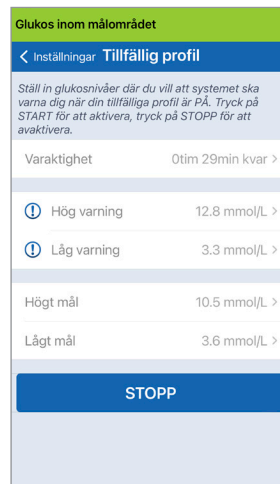 Glukos inom målområdet
Inställningar Tillfällig profil
Ställ in glukosnivåer där du vill att systemet ska
varna dig när din tillfälliga profil är PÅ. Tryck på
START för att aktivera, tryck på STOPP för att
avaktivera.
Varaktighet 0tim 29min kvar >
Hög varning 12.8 mmol/L >
Låg varning 3.3 mmol/L >
Högt mål 10.5 mmol/L >
Lågt mål 3.6 mmol/L >
STOPP